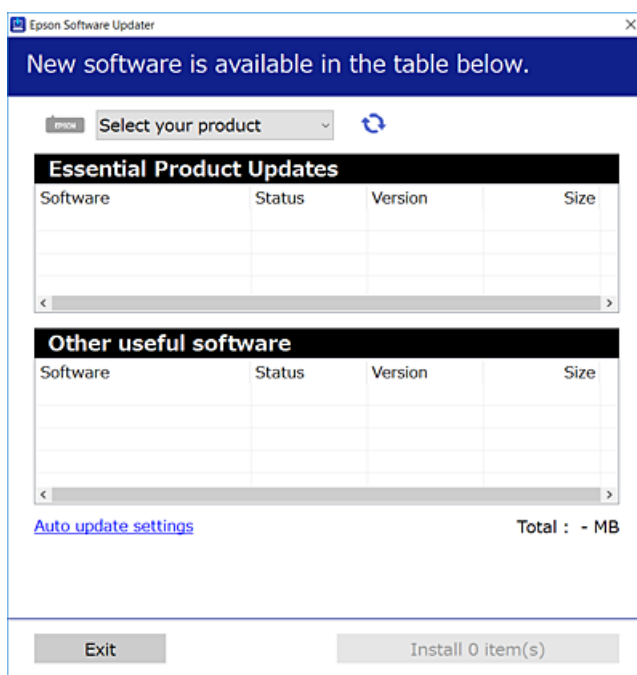 Epson Software Updater
New software is available in the table below.
EPSON Select your product
Essential Product Updates
Software Status Version Size
Other useful software
Software Status Version Size
Auto update settings Total : - MB
Exit Install 0 item(s)